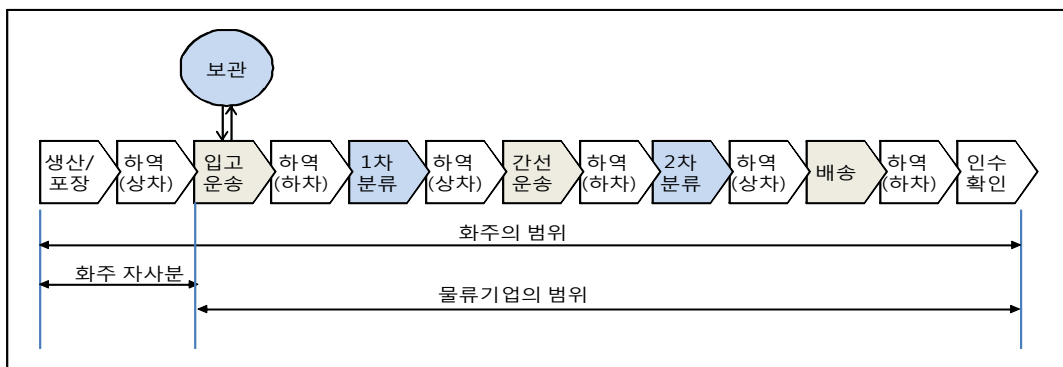 보관
생산/
포장
하역
(상차)
입고
운송
하역
(하차)
1차
분류
하역
(상차)
간선
운송
하역
(하차)
2차
분류
하역
(상차)
배송
하역
(하차)
인수
확인
화주의 범위
화주 자사분
물류기업의 범위